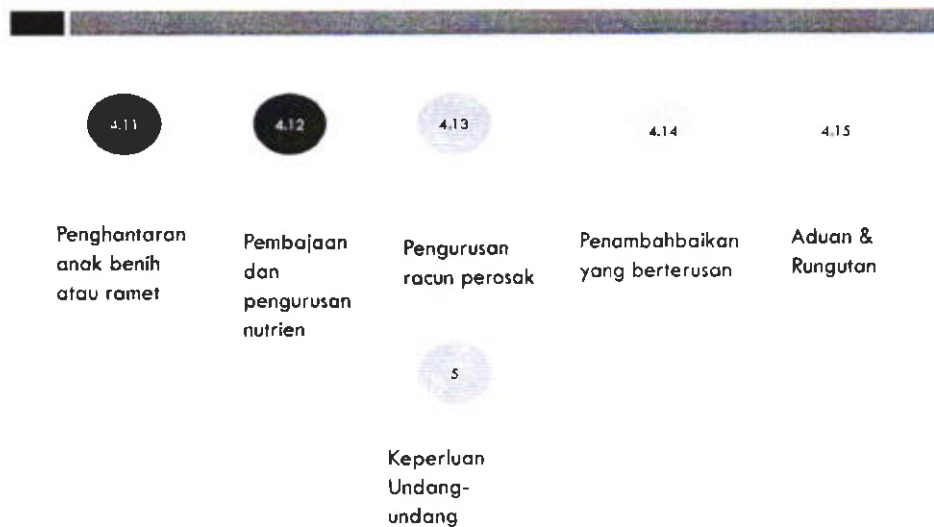 4.11
4.12
4.13
4.14
4.15
Penghantaran
anak benih
atau ramet
Pembajaan
dan
pengurusan
nutrien
Pengurusan
racun perosak
Penambahbaikan
yang berterusan
Aduan &
Rungutan
5
Keperluan
Undang-
undang